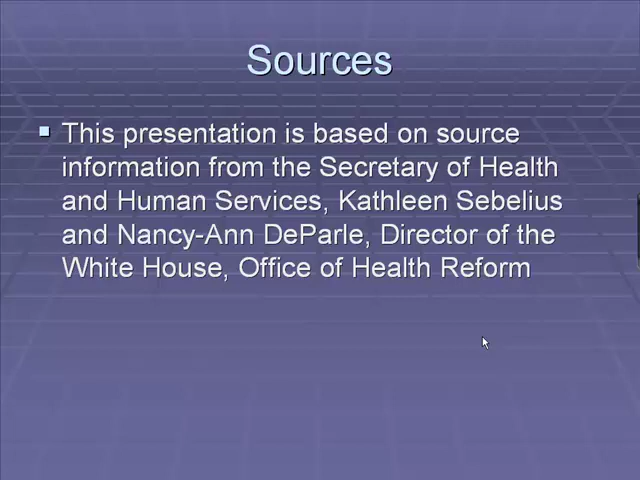 Sources
This presentation is based on source
information from the Secretary of Health
and Human Services, Kathleen Sebelius
and Nancy-Ann DeParle, Director of the
White House, Office of Health Reform